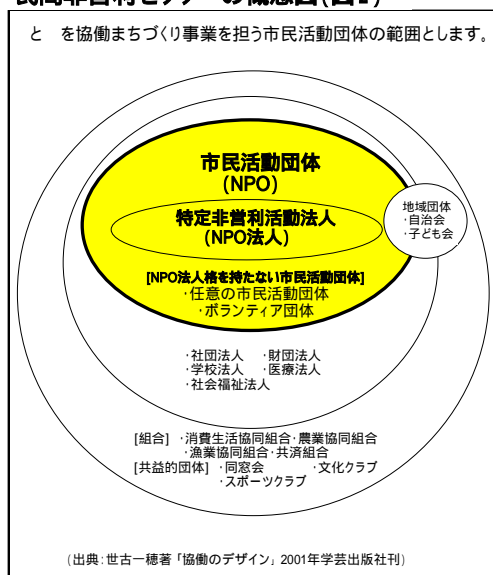 と を協働まちづくり事業を担う市民活動団体の範囲とします。
市民活動団体
(NPO)
地域団体
・自治会
・子ども会
特定非営利活動法人
(NPO法人)
[NPO法人格を持たない市民活動団体]
・任意の市民活動団体
・ボランティア団体
・社団法人 ・財団法人
・学校法人 ・医療法人
・社会福祉法人
[組合] ・消費生活協同組合・農業協同組合
・漁業協同組合・共済組合
[共益的団体] ・同窓会 ・文化クラブ
・スポーツクラブ
(出典:世古一穂著「協働のデザイン」2001年学芸出版社刊)